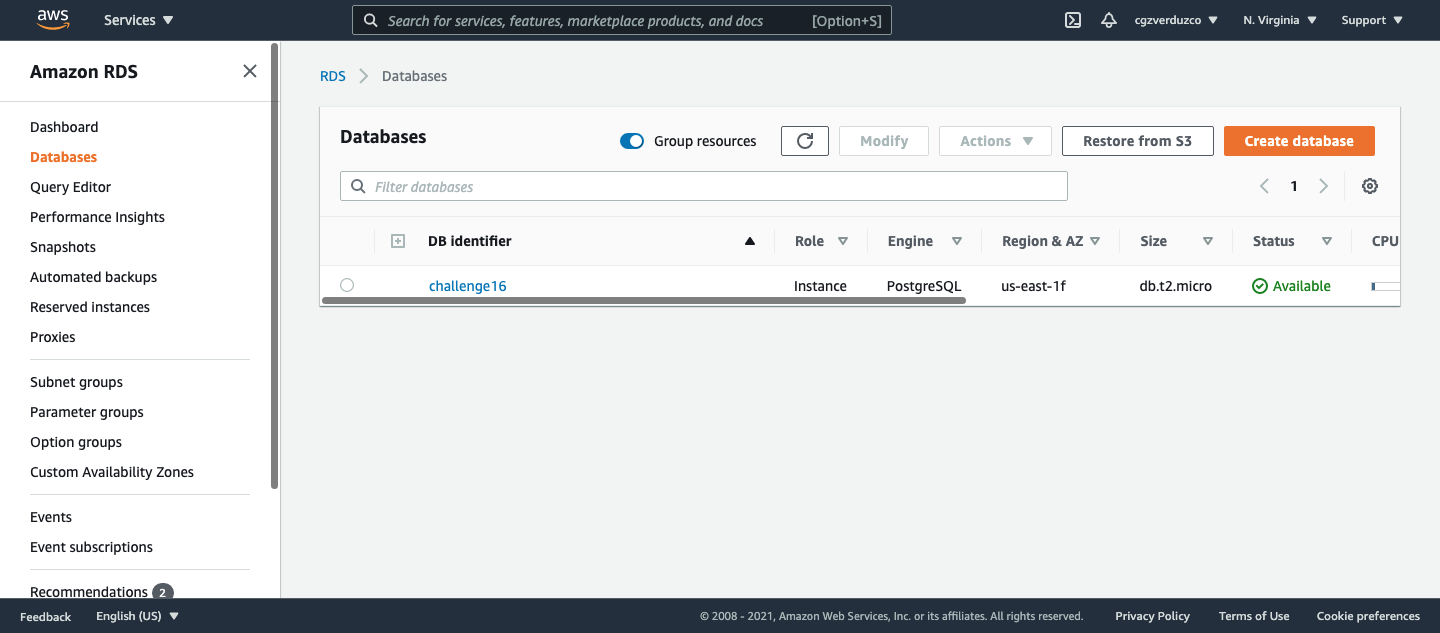 aws Services Search for services, features, marketplace products, and docs [Option+S] cgzverduzco N. Virginia Support
Amazon RDS
Dashboard
Databases
Query Editor
Performance Insights
Snapshots
Automated backups
Reserved instances
Proxies
Subnet groups
Parameter groups
Option groups
Custom Availability Zones
Events
Event subscriptions
Recommendations 2
RDS Databases
Databases Group resources Modify Actions Restore from S3 Create database
Filter databases 1
DB identifier Role Engine Region & AZ Size Status CPU
challenge16 Instance PostgreSQL us-east-1f db.t2.micro Available
Feedback English (US) © 2008 - 2021, Amazon Web Services, Inc. or its affiliates. All rights reserved. Privacy Policy Terms of Use Cookie preferences